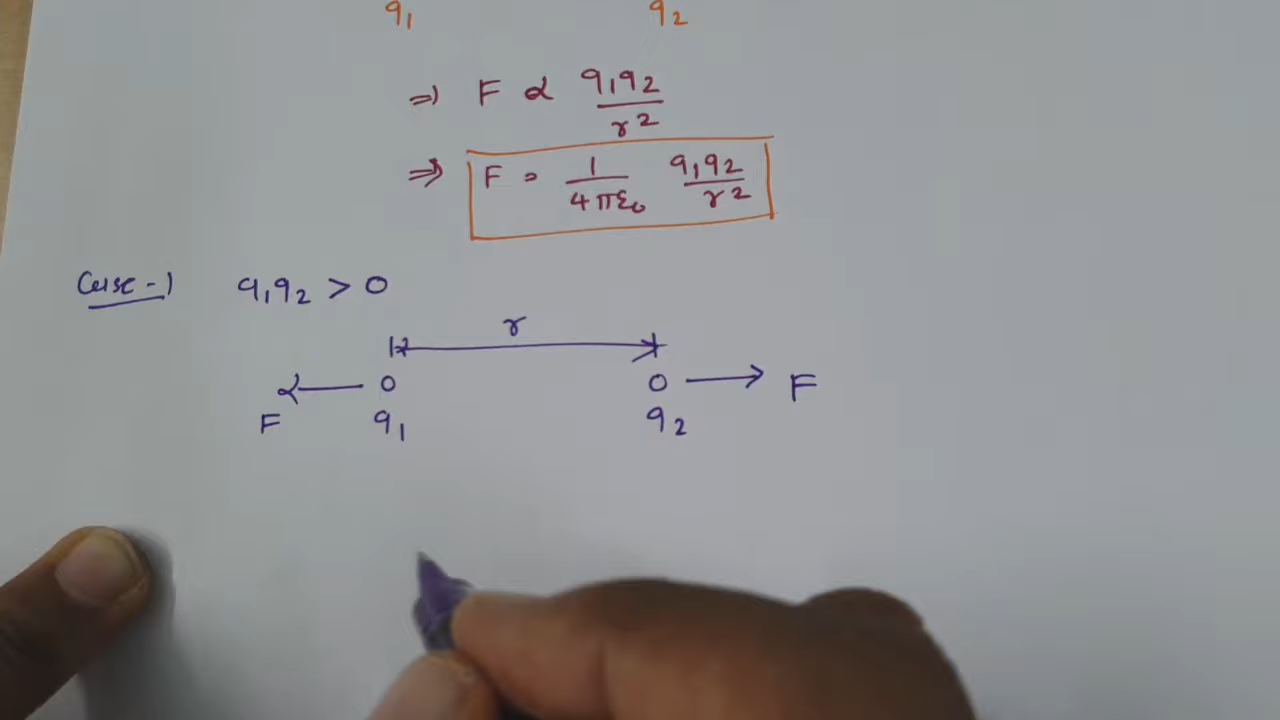 q₁ q₂
⇒ F α q₁q₂ / r²
⇒ F = 1 / 4πε₀ q₁q₂ / r²
Case-1 q₁q₂ > 0
r
F q₁ q₂ F